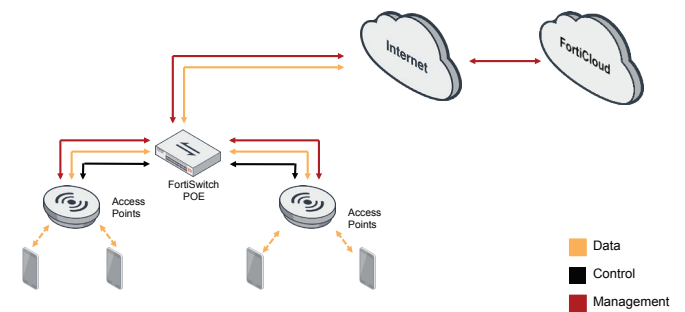 Internet
FortiCloud
FortiSwitch
POE
Access
Points
Access
Points
Data
Control
Management